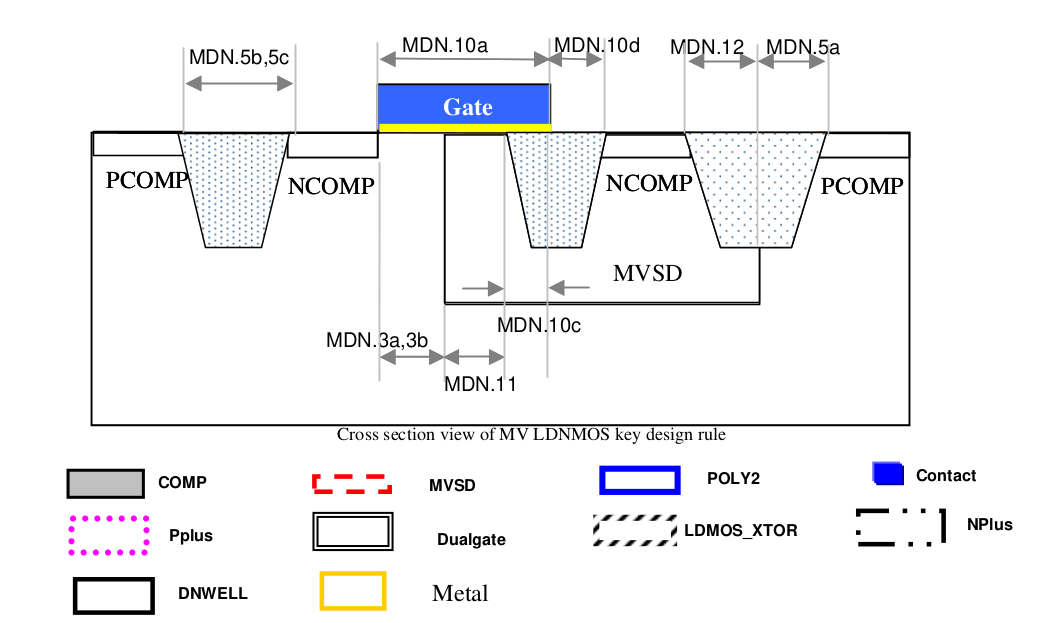 MDN.5b,5c
MDN.10a
MDN.10d
MDN.12
MDN.5a
Gate
PCOMP
NCOMP
NCOMP
PCOMP
MVSD
MDN.10c
MDN.3a,3b
MDN.11
Cross section view of MV LDNMOS key design rule
COMP
MVSD
POLY2
Contact
Pplus
Dualgate
LDMOS_XTOR
NPlus
DNWELL
Metal